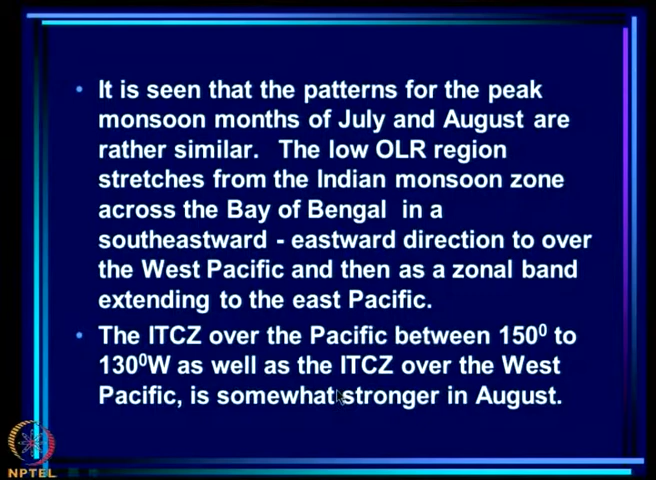 • It is seen that the patterns for the peak
monsoon months of July and August are
rather similar. The low OLR region
stretches from the Indian monsoon zone
across the Bay of Bengal in a
southeastward - eastward direction to over
the West Pacific and then as a zonal band
extending to the east Pacific.
• The ITCZ over the Pacific between 150⁰ to
130⁰W as well as the ITCZ over the West
Pacific, is somewhat stronger in August.
NPTEL